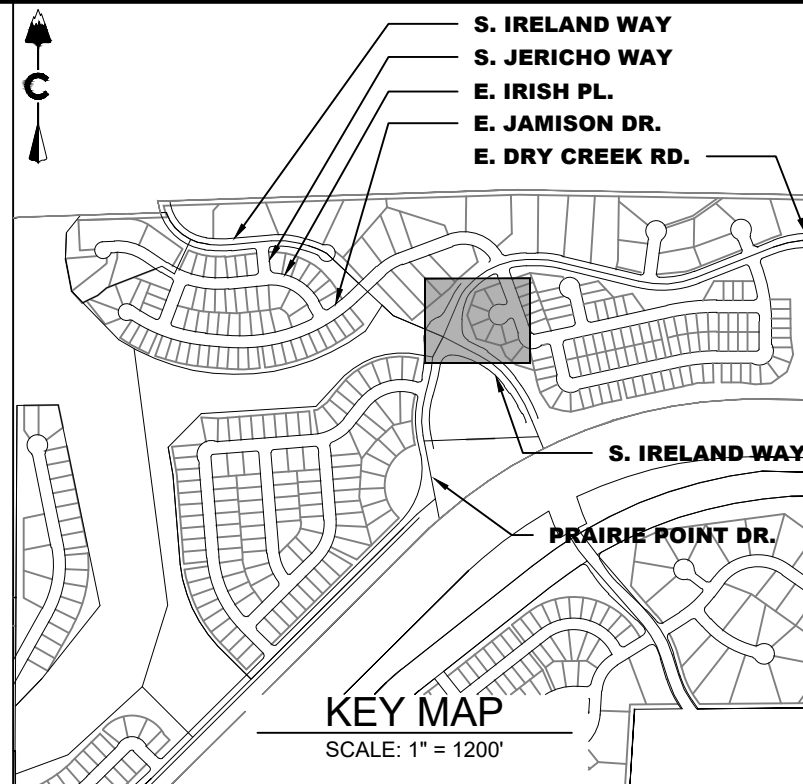 S. IRELAND WAY
S. JERICHO WAY
C
E. IRISH PL.
E. JAMISON DR.
E. DRY CREEK RD.
S. IRELAND WAY
PRAIRIE POINT DR.
KEY MAP
SCALE: 1" = 1200'